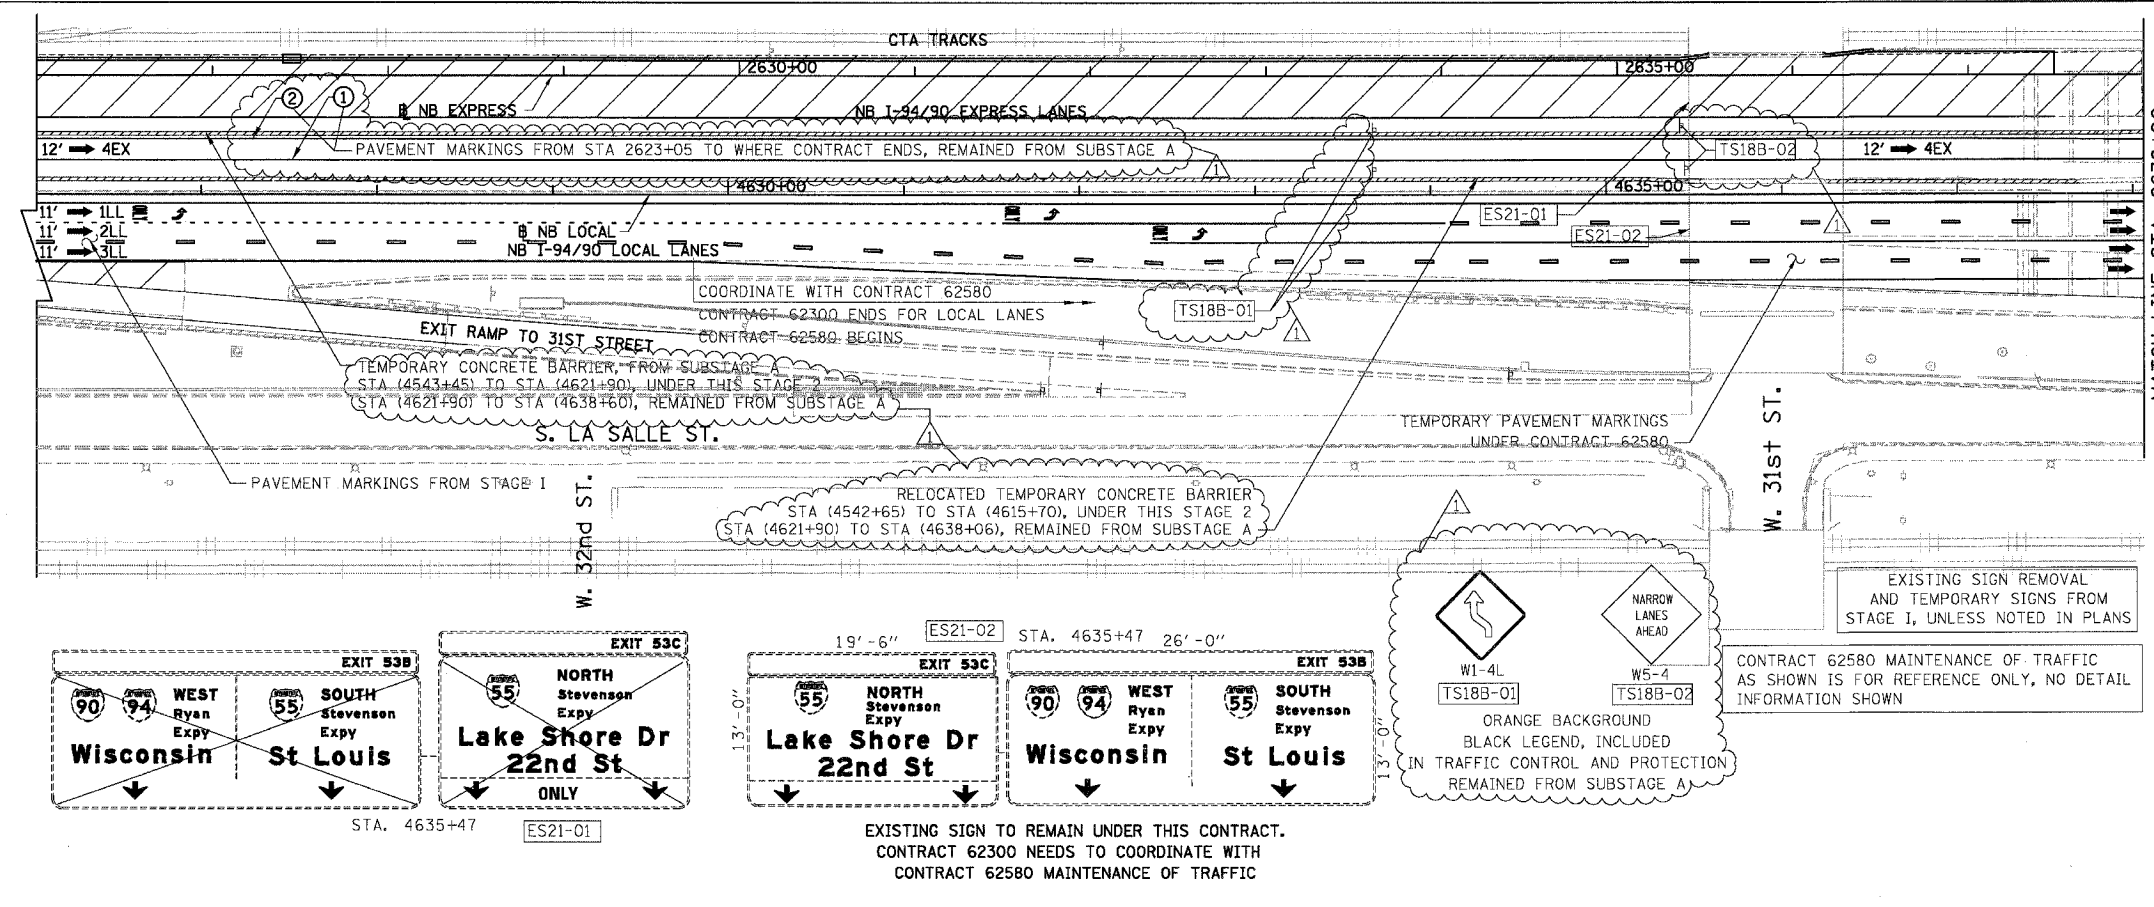 CTA TRACKS
2630+00
2635+00
2
1
NB EXPRESS
NB I-94/90 EXPRESS LANES
12' 4EX
PAVEMENT MARKINGS FROM STA 2623+05 TO WHERE CONTRACT ENDS, REMAINED FROM SUBSTAGE A
1
TS18B-02
12' 4EX
4630+00
4635+00
11' 1LL
11' 2LL
11' 3LL
ES21-01
ES21-02
1
NB LOCAL
NB I-94/90 LOCAL LANES
COORDINATE WITH CONTRACT 62580
CONTRACT 62300 ENDS FOR LOCAL LANES
CONTRACT 62580 BEGINS
TS18B-01
1
EXIT RAMP TO 31ST STREET
TEMPORARY CONCRETE BARRIER, FROM SUBSTAGE A
STA (4543+45) TO STA (4621+90), UNDER THIS STAGE 2
STA (4621+90) TO STA (4638+60), REMAINED FROM SUBSTAGE A
1
S. LA SALLE ST.
TEMPORARY PAVEMENT MARKINGS
UNDER CONTRACT 62580
W. 31st ST.
PAVEMENT MARKINGS FROM STAGE I
W. 32nd ST.
RELOCATED TEMPORARY CONCRETE BARRIER
STA (4542+65) TO STA (4615+70), UNDER THIS STAGE 2
STA (4621+90) TO STA (4638+06), REMAINED FROM SUBSTAGE A
1
EXISTING SIGN REMOVAL
AND TEMPORARY SIGNS FROM
STAGE I, UNLESS NOTED IN PLANS
CONTRACT 62580 MAINTENANCE OF TRAFFIC
AS SHOWN IS FOR REFERENCE ONLY, NO DETAIL
INFORMATION SHOWN
NARROW
LANES
AHEAD
W1-4L
W5-4
TS18B-01
TS18B-02
ORANGE BACKGROUND
BLACK LEGEND, INCLUDED
IN TRAFFIC CONTROL AND PROTECTION
REMAINED FROM SUBSTAGE A
EXIT 53B
90 94 WEST
Ryan
Expy
Wisconsin
55 SOUTH
Stevenson
Expy
St Louis
EXIT 53C
55 NORTH
Stevenson
Expy
Lake Shore Dr
22nd St
ONLY
STA. 4635+47
ES21-01
19'-6"
ES21-02
STA. 4635+47
26'-0"
13'-0"
EXIT 53C
55 NORTH
Stevenson
Expy
Lake Shore Dr
22nd St
EXIT 53B
90 94 WEST
Ryan
Expy
Wisconsin
55 SOUTH
Stevenson
Expy
St Louis
13'-0"
EXISTING SIGN TO REMAIN UNDER THIS CONTRACT.
CONTRACT 62300 NEEDS TO COORDINATE WITH
CONTRACT 62580 MAINTENANCE OF TRAFFIC